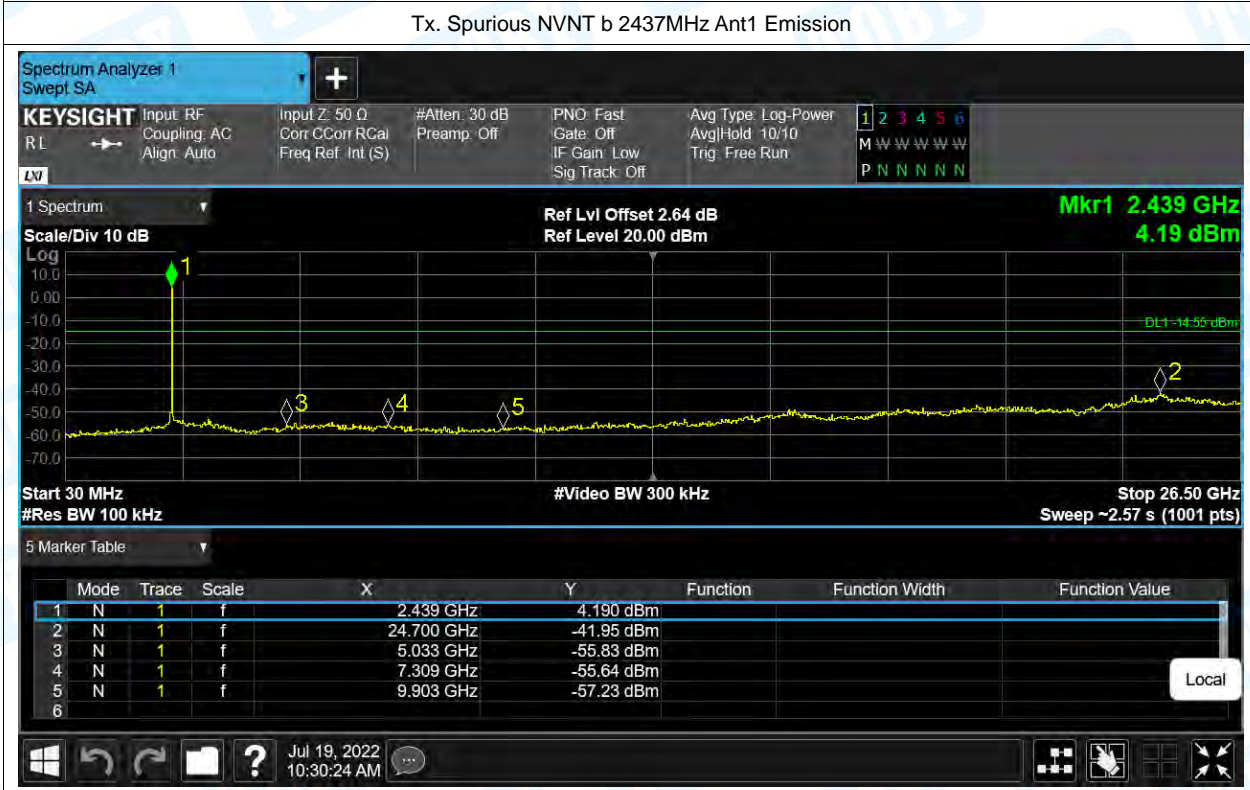 Tx. Spurious NVNT b 2437MHz Ant1 Emission
Spectrum Analyzer 1
Swept SA
+
KEYSIGHT
RL
LXI
Input: RF
Coupling: AC
Align: Auto
Input Z: 50 Ω
Corr CCorr RCal
Freq Ref: Int (S)
#Atten: 30 dB
Preamp: Off
PNO: Fast
Gate: Off
IF Gain: Low
Sig Track: Off
Avg Type: Log-Power
Avg|Hold: 10/10
Trig: Free Run
1 2 3 4 5 6
M W W W W W
P N N N N N
1 Spectrum
Scale/Div 10 dB
Ref Lvl Offset 2.64 dB
Ref Level 20.00 dBm
Mkr1 2.439 GHz
4.19 dBm
Log
10.0
0.00
-10.0
-20.0
-30.0
-40.0
-50.0
-60.0
-70.0
DL1 -14.55 dBm
1
2
3
4
5
Start 30 MHz
#Video BW 300 kHz
Stop 26.50 GHz
#Res BW 100 kHz
Sweep ~2.57 s (1001 pts)
5 Marker Table
Mode Trace Scale X Y Function Function Width Function Value
1 N 1 f 2.439 GHz 4.190 dBm
2 N 1 f 24.700 GHz -41.95 dBm
3 N 1 f 5.033 GHz -55.83 dBm
4 N 1 f 7.309 GHz -55.64 dBm
5 N 1 f 9.903 GHz -57.23 dBm
6
Local
?
Jul 19, 2022
10:30:24 AM